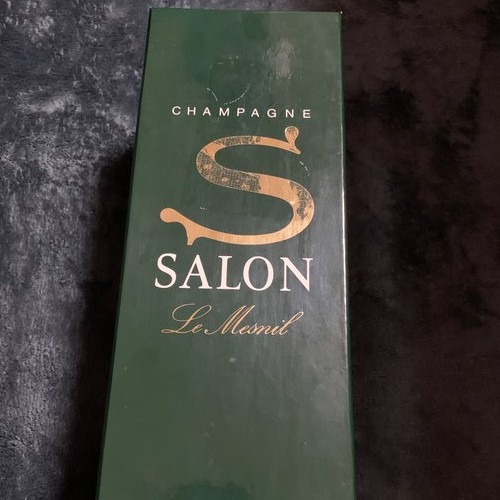 CHAMPAGNE
S
SALON
Le Mesnil